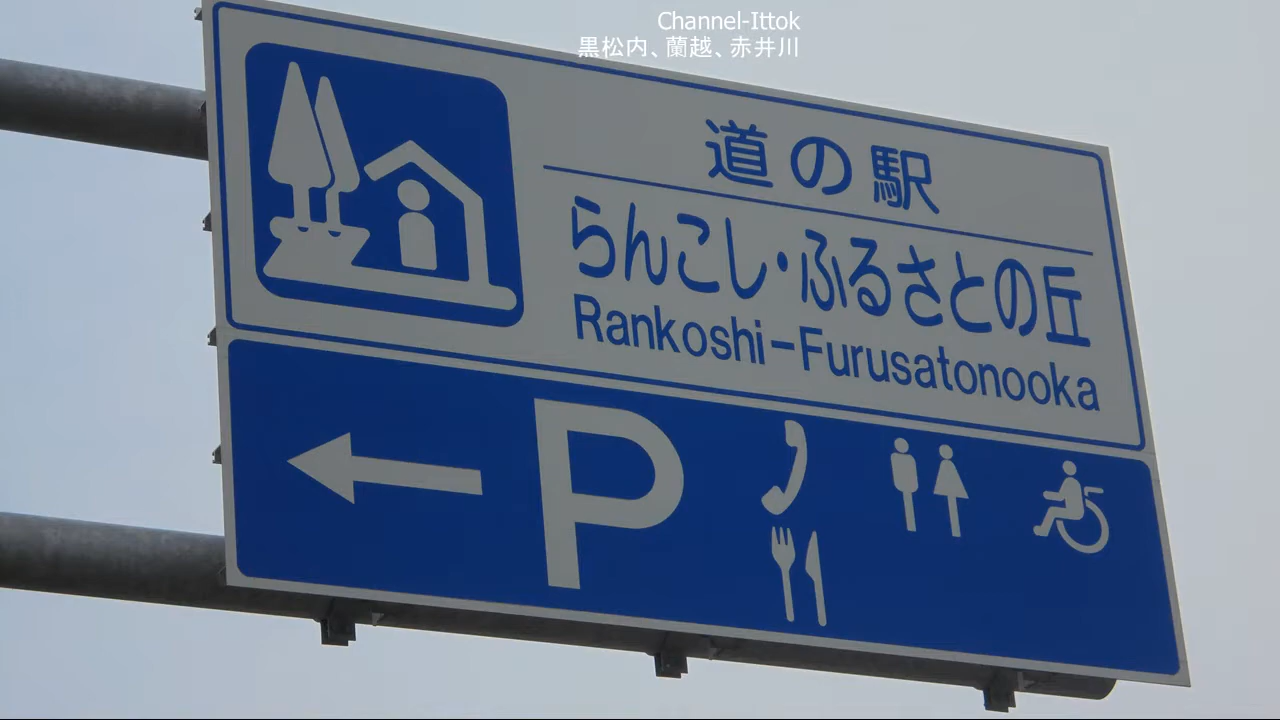 Channel-Ittok
黒松内、蘭越、赤井川
道の駅
らんこし・ふるさとの丘
Rankoshi-Furusatonooka
P